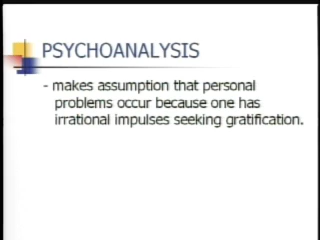 PSYCHOANALYSIS
- makes assumption that personal
problems occur because one has
irrational impulses seeking gratification.